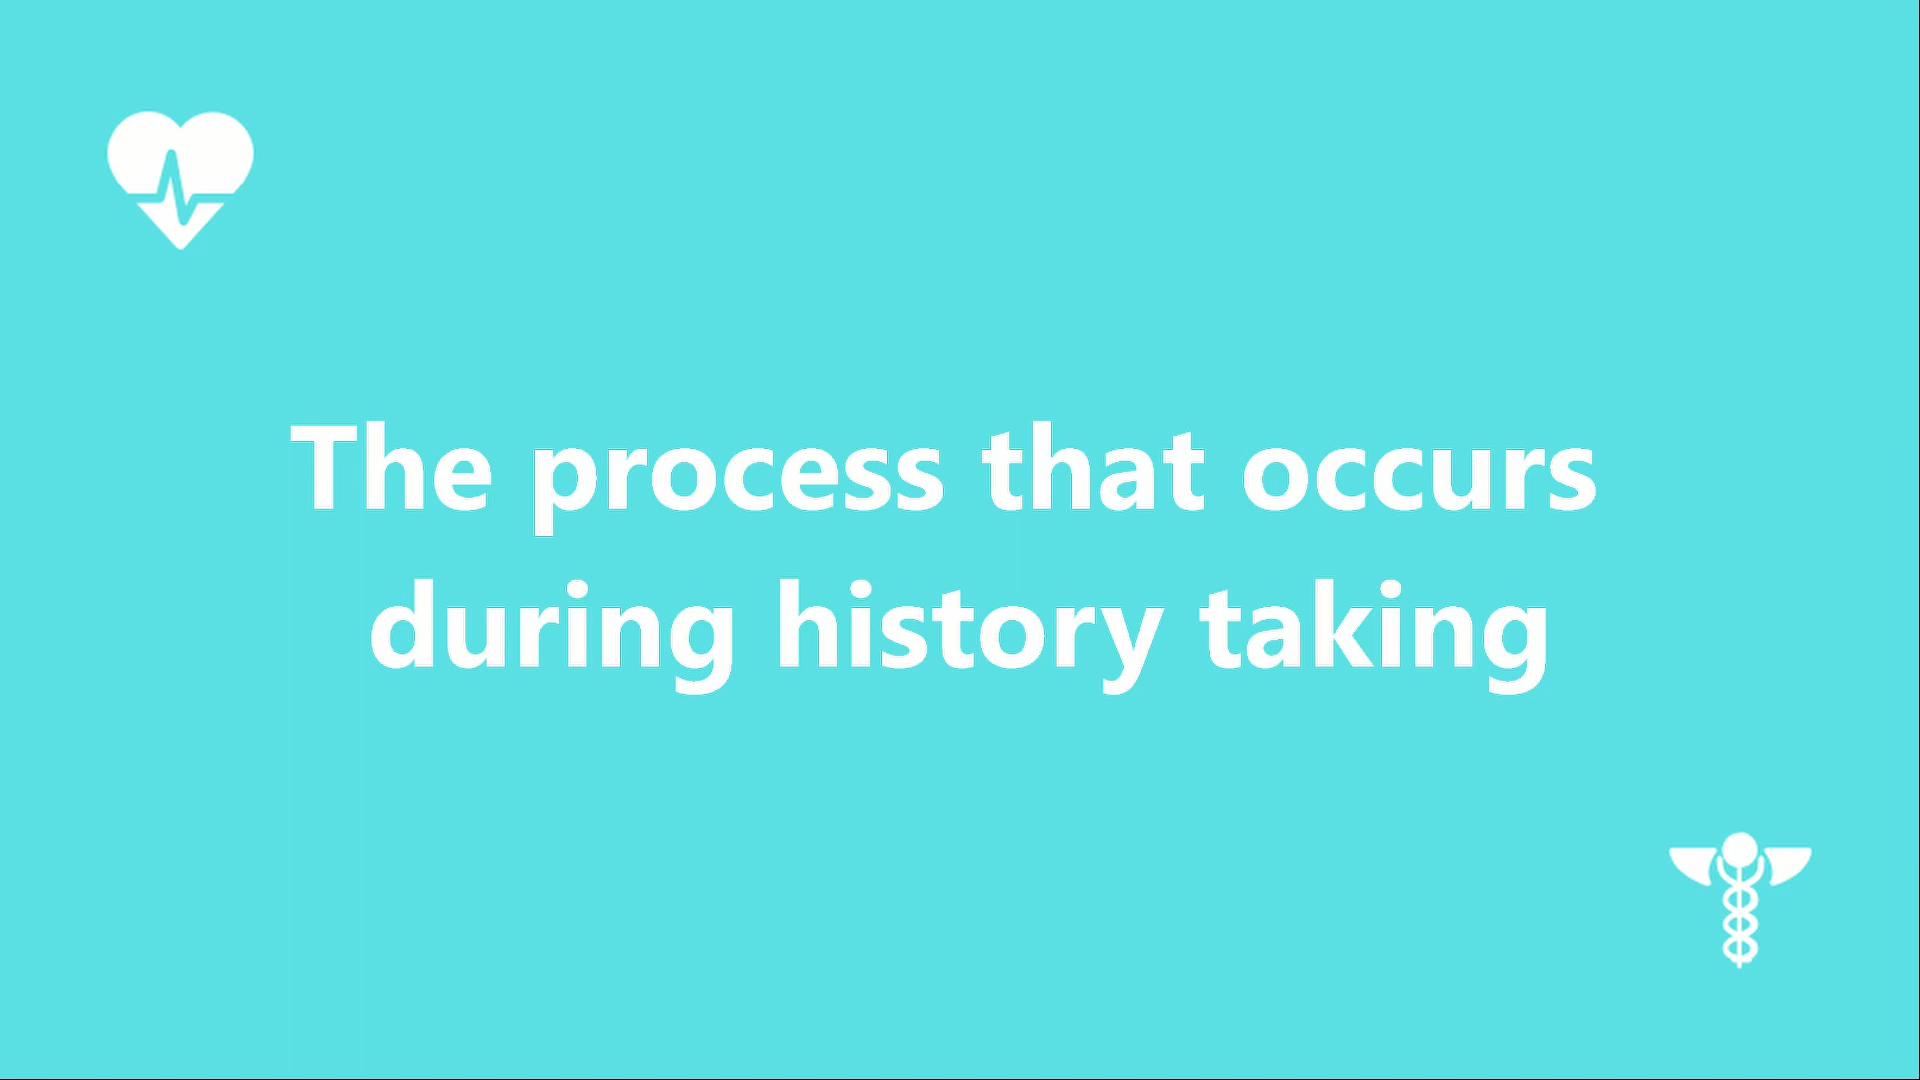 The process that occurs
during history taking